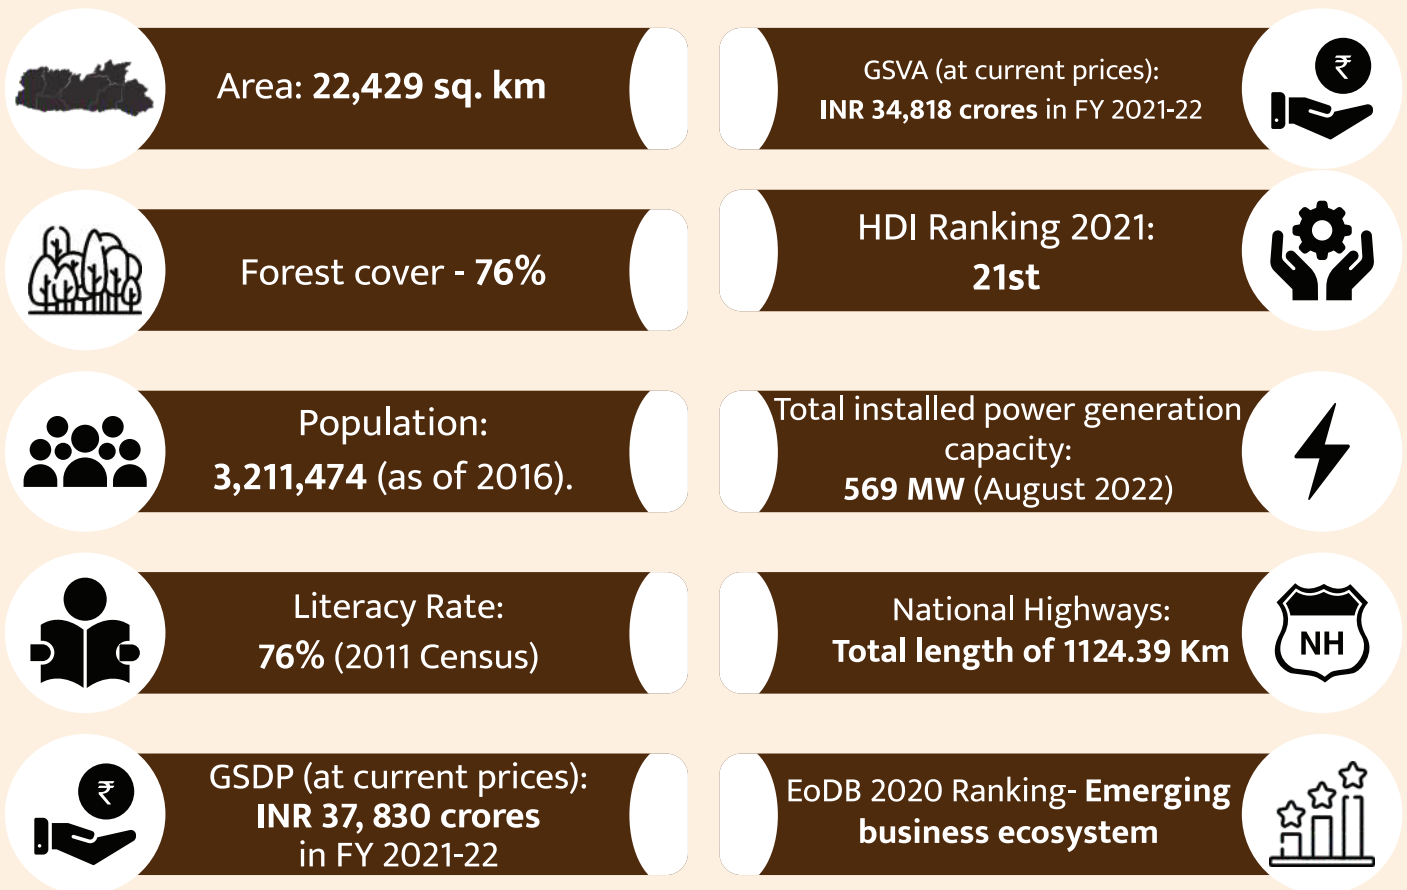 Area: 22,429 sq. km
Forest cover - 76%
Population:
3,211,474 (as of 2016).
Literacy Rate:
76% (2011 Census)
₹
GSDP (at current prices):
INR 37, 830 crores
in FY 2021-22
GSVA (at current prices):
INR 34,818 crores in FY 2021-22
₹
HDI Ranking 2021:
21st
Total installed power generation
capacity:
569 MW (August 2022)
National Highways:
Total length of 1124.39 Km
NH
EoDB 2020 Ranking- Emerging
business ecosystem